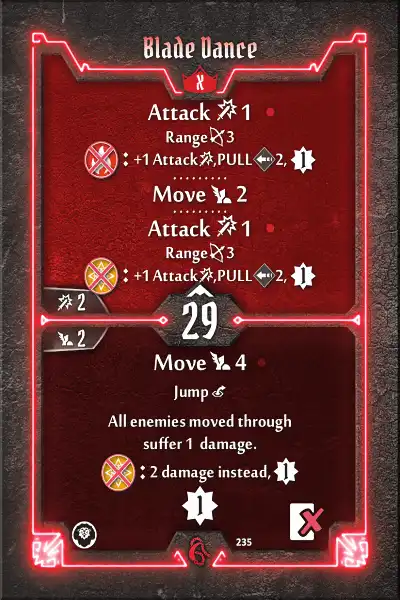 Blade Dance
X
Attack 1
Range 3
: +1 Attack, PULL 2, 1
Move 2
Attack 1
Range 3
: +1 Attack, PULL 2, 1
2
29
2
Move 4
Jump
All enemies moved through
suffer 1 damage.
: 2 damage instead, 1
1
235